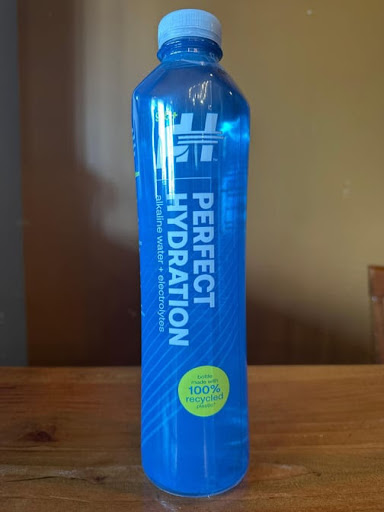 PERFECT
HYDRATION
alkaline water + electrolytes
bottle
made with
100%
recycled
plastic*